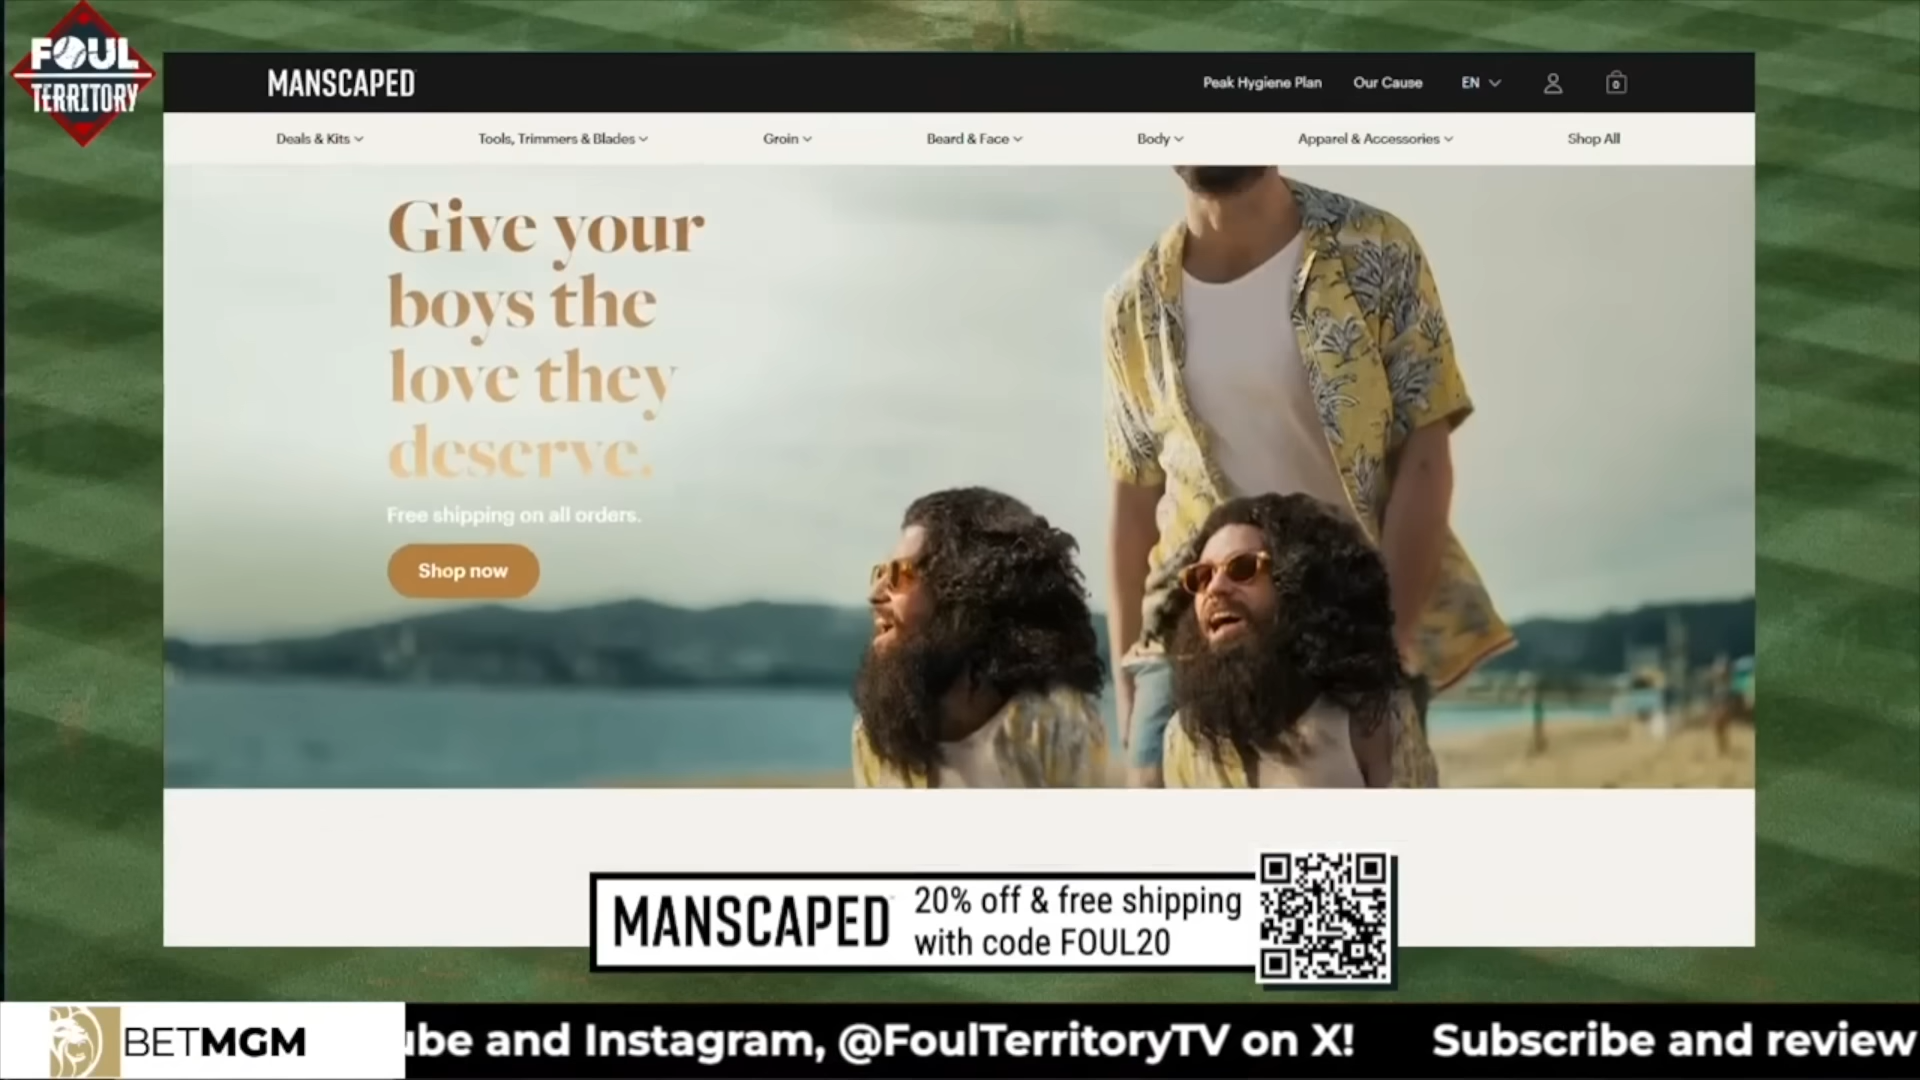 FOUL
TERRITORY
MANSCAPED
Peak Hygiene Plan
Our Cause
EN
0
Deals & Kits
Tools, Trimmers & Blades
Groin
Beard & Face
Body
Apparel & Accessories
Shop All
Give your
boys the
love they
deserve.
Free shipping on all orders.
Shop now
MANSCAPED
20% off & free shipping
with code FOUL20
BETMGM
ube and Instagram, @FoulTerritoryTV on X!
Subscribe and review